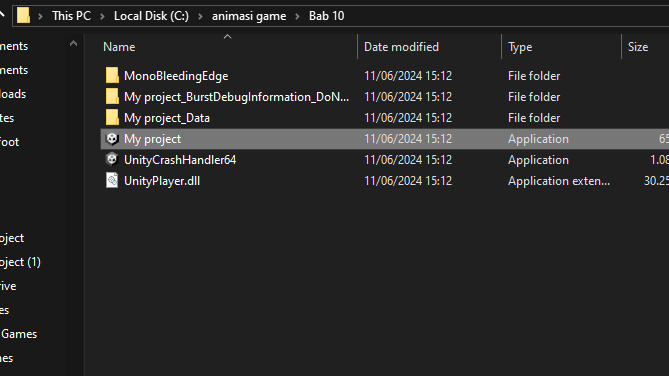 This PC > Local Disk (C:) > animasi game > Bab 10
Name Date modified Type Size
ments
MonoBleedingEdge 11/06/2024 15:12 File folder
ments
My project_BurstDebugInformation_DoN... 11/06/2024 15:12 File folder
loads
My project_Data 11/06/2024 15:12 File folder
tes
My project 11/06/2024 15:12 Application 65
foot
UnityCrashHandler64 11/06/2024 15:12 Application 1.08
UnityPlayer.dll 11/06/2024 15:12 Application exten... 30.25
oject
oject (1)
rive
es
Games
nes